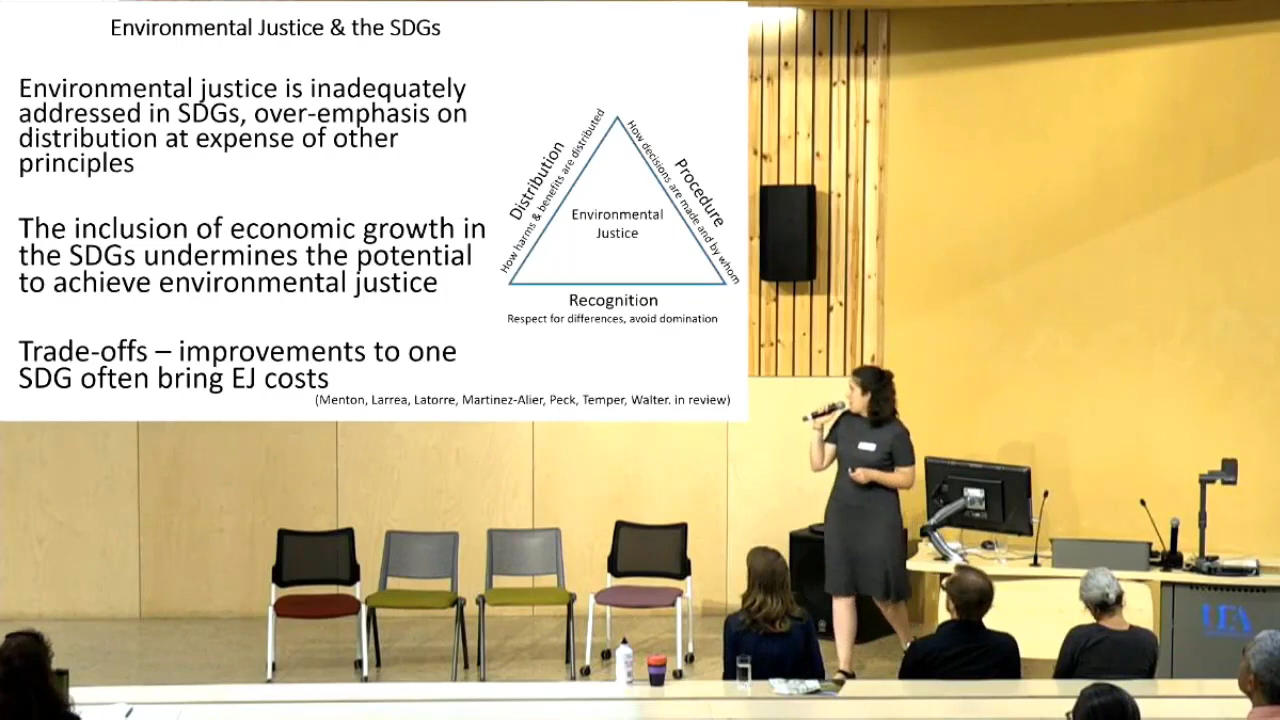 Environmental Justice & the SDGs
Environmental justice is inadequately
addressed in SDGs, over-emphasis on
distribution at expense of other
principles
The inclusion of economic growth in
the SDGs undermines the potential
to achieve environmental justice
Trade-offs – improvements to one
SDG often bring EJ costs
Distribution
How harms & benefits are distributed
Procedure
How decisions are made and by whom
Environmental
Justice
Recognition
Respect for differences, avoid domination
(Menton, Larrea, Latorre, Martinez-Alier, Peck, Temper, Walter. in review)
UEA